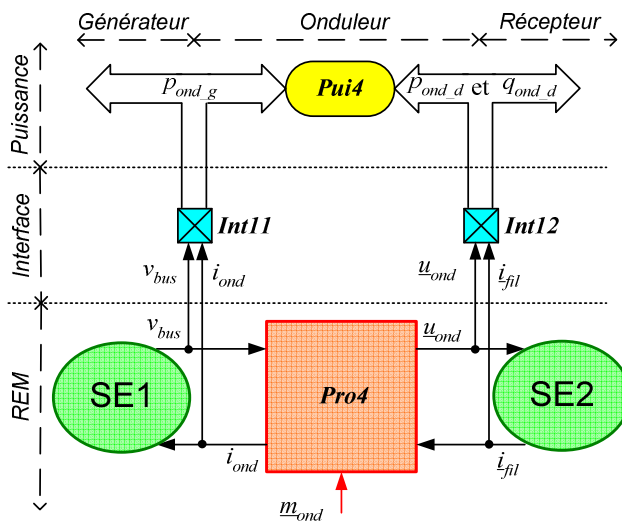 Générateur Onduleur Récepteur
Puissance
p_ond_g Pui4 p_ond_d et q_ond_d
Interface
Int11 Int12
v_bus i_ond u_ond i_fil
REM
v_bus u_ond
SE1 Pro4 SE2
i_ond i_fil
m_ond